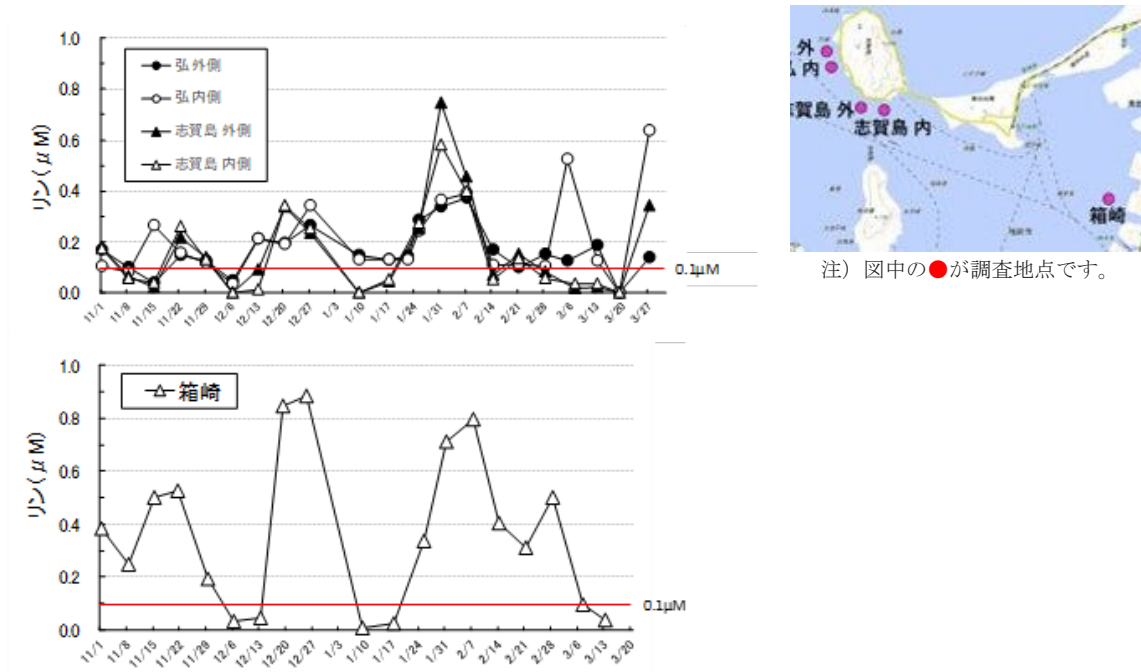 リン(μM)
1.0
0.8
0.6
0.4
0.2
0.0
弘 外側
弘 内側
志賀島 外側
志賀島 内側
0.1μM
11/1 11/8 11/15 11/22 11/29 12/6 12/13 12/20 12/27 1/3 1/10 1/17 1/24 1/31 2/7 2/14 2/21 2/28 3/6 3/13 3/20 3/27
外
内
志賀島 内
箱崎
注）図中の●が調査地点です。
リン(μM)
1.0
0.8
0.6
0.4
0.2
0.0
箱崎
0.1μM
11/1 11/8 11/15 11/22 11/29 12/6 12/13 12/20 12/27 1/3 1/10 1/17 1/24 1/31 2/7 2/14 2/21 2/28 3/6 3/13 3/20